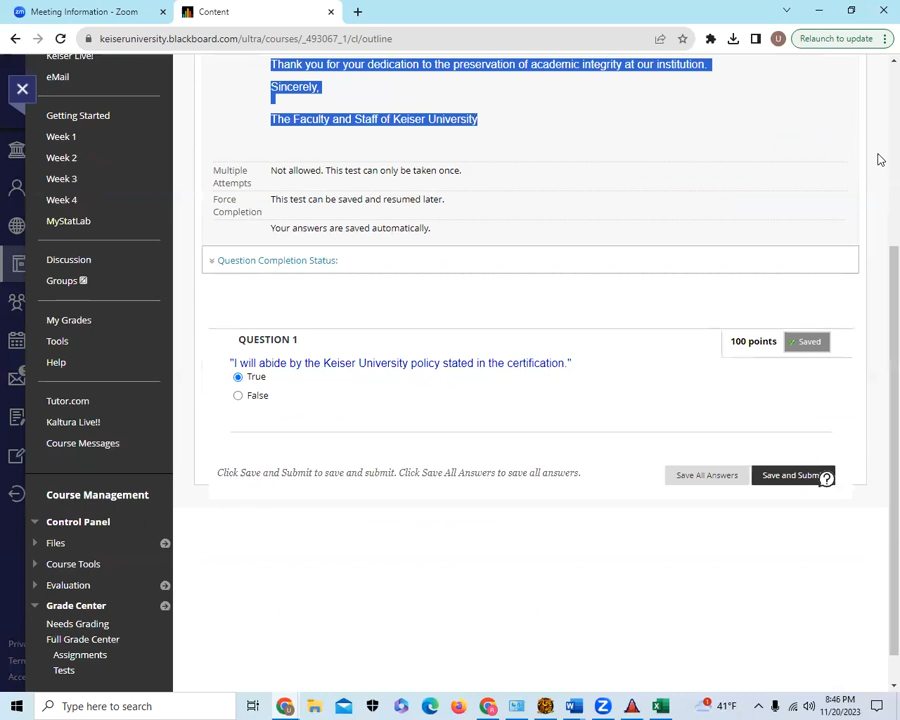 Meeting Information - Zoom
Content
keiseruniversity.blackboard.com/ultra/courses/_493067_1/cl/outline
U
Relaunch to update
Keiser Live!
eMail
Getting Started
Week 1
Week 2
Week 3
Week 4
MyStatLab
Discussion
Groups
My Grades
Tools
Help
Tutor.com
Kaltura Live!!
Course Messages
Course Management
Control Panel
Files
Course Tools
Evaluation
Grade Center
Needs Grading
Full Grade Center
Assignments
Tests
Thank you for your dedication to the preservation of academic integrity at our institution.
Sincerely,
The Faculty and Staff of Keiser University
Multiple Attempts
Not allowed. This test can only be taken once.
Force Completion
This test can be saved and resumed later.
Your answers are saved automatically.
Question Completion Status:
QUESTION 1
100 points
Saved
"I will abide by the Keiser University policy stated in the certification."
True
False
Click Save and Submit to save and submit. Click Save All Answers to save all answers.
Save All Answers
Save and Subm
?
Type here to search
41°F
8:46 PM
11/20/2023